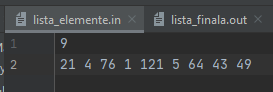 lista_elemente.in
lista_finala.out
1 9
2 21 4 76 1 121 5 64 43 49